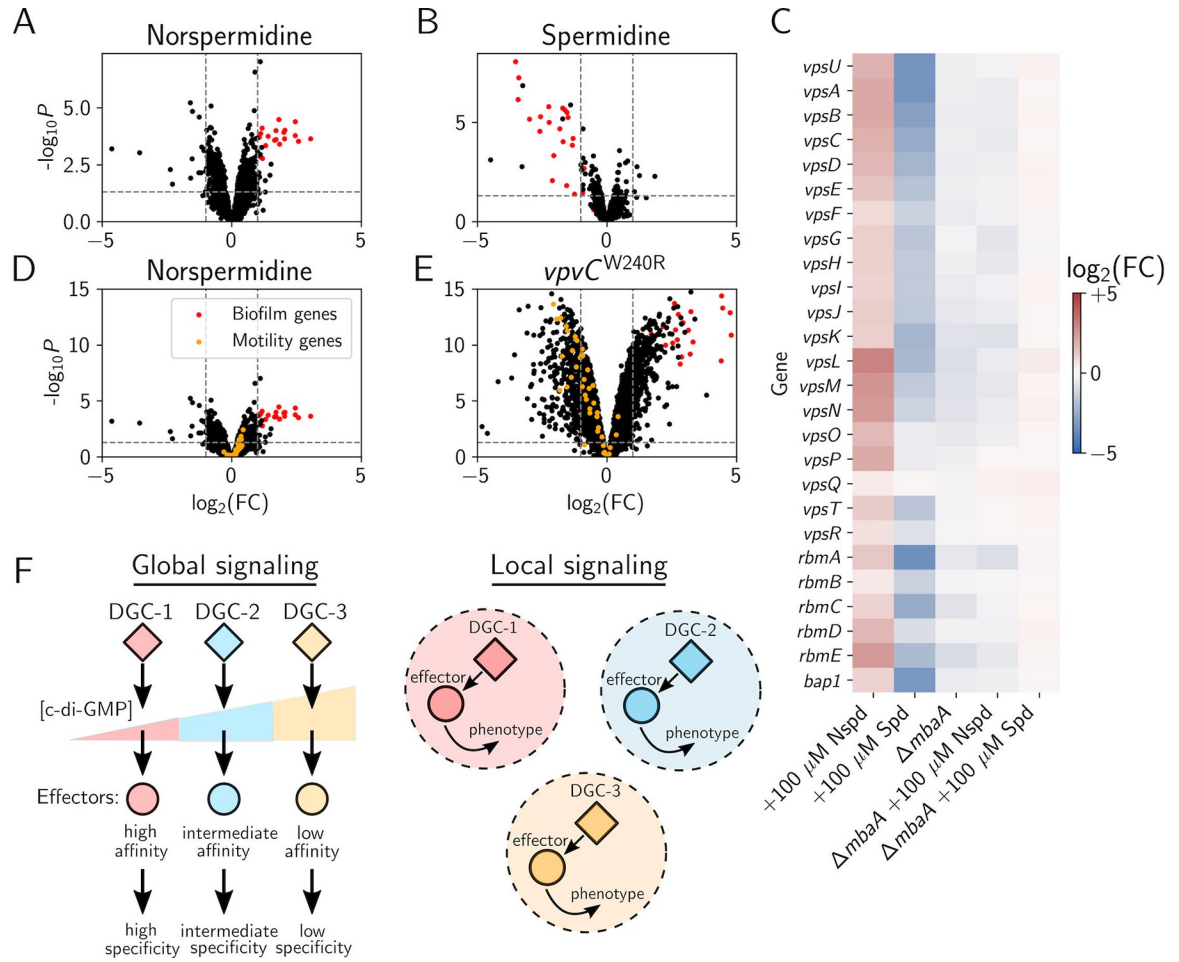 A
Norspermidine
-log10P
5.0
2.5
0.0
−5
0
5
B
Spermidine
5
0
−5
0
5
C
Gene
vpsU
vpsA
vpsB
vpsC
vpsD
vpsE
vpsF
vpsG
vpsH
vpsI
vpsJ
vpsK
vpsL
vpsM
vpsN
vpsO
vpsP
vpsQ
vpsT
vpsR
rbmA
rbmB
rbmC
rbmD
rbmE
bap1
+100 μM Nspd
+100 μM Spd
ΔmbaA
ΔmbaA +100 μM Nspd
ΔmbaA +100 μM Spd
log2(FC)
+5
0
−5
D
Norspermidine
Biofilm genes
Motility genes
-log10P
15
10
5
0
−5
0
5
log2(FC)
E
vpvC^W240R
15
10
5
0
−5
0
5
log2(FC)
F
Global signaling
DGC-1 DGC-2 DGC-3
[c-di-GMP]
Effectors:
high intermediate low
affinity affinity affinity
high intermediate low
specificity specificity specificity
Local signaling
DGC-1
effector
phenotype
DGC-2
effector
phenotype
DGC-3
effector
phenotype